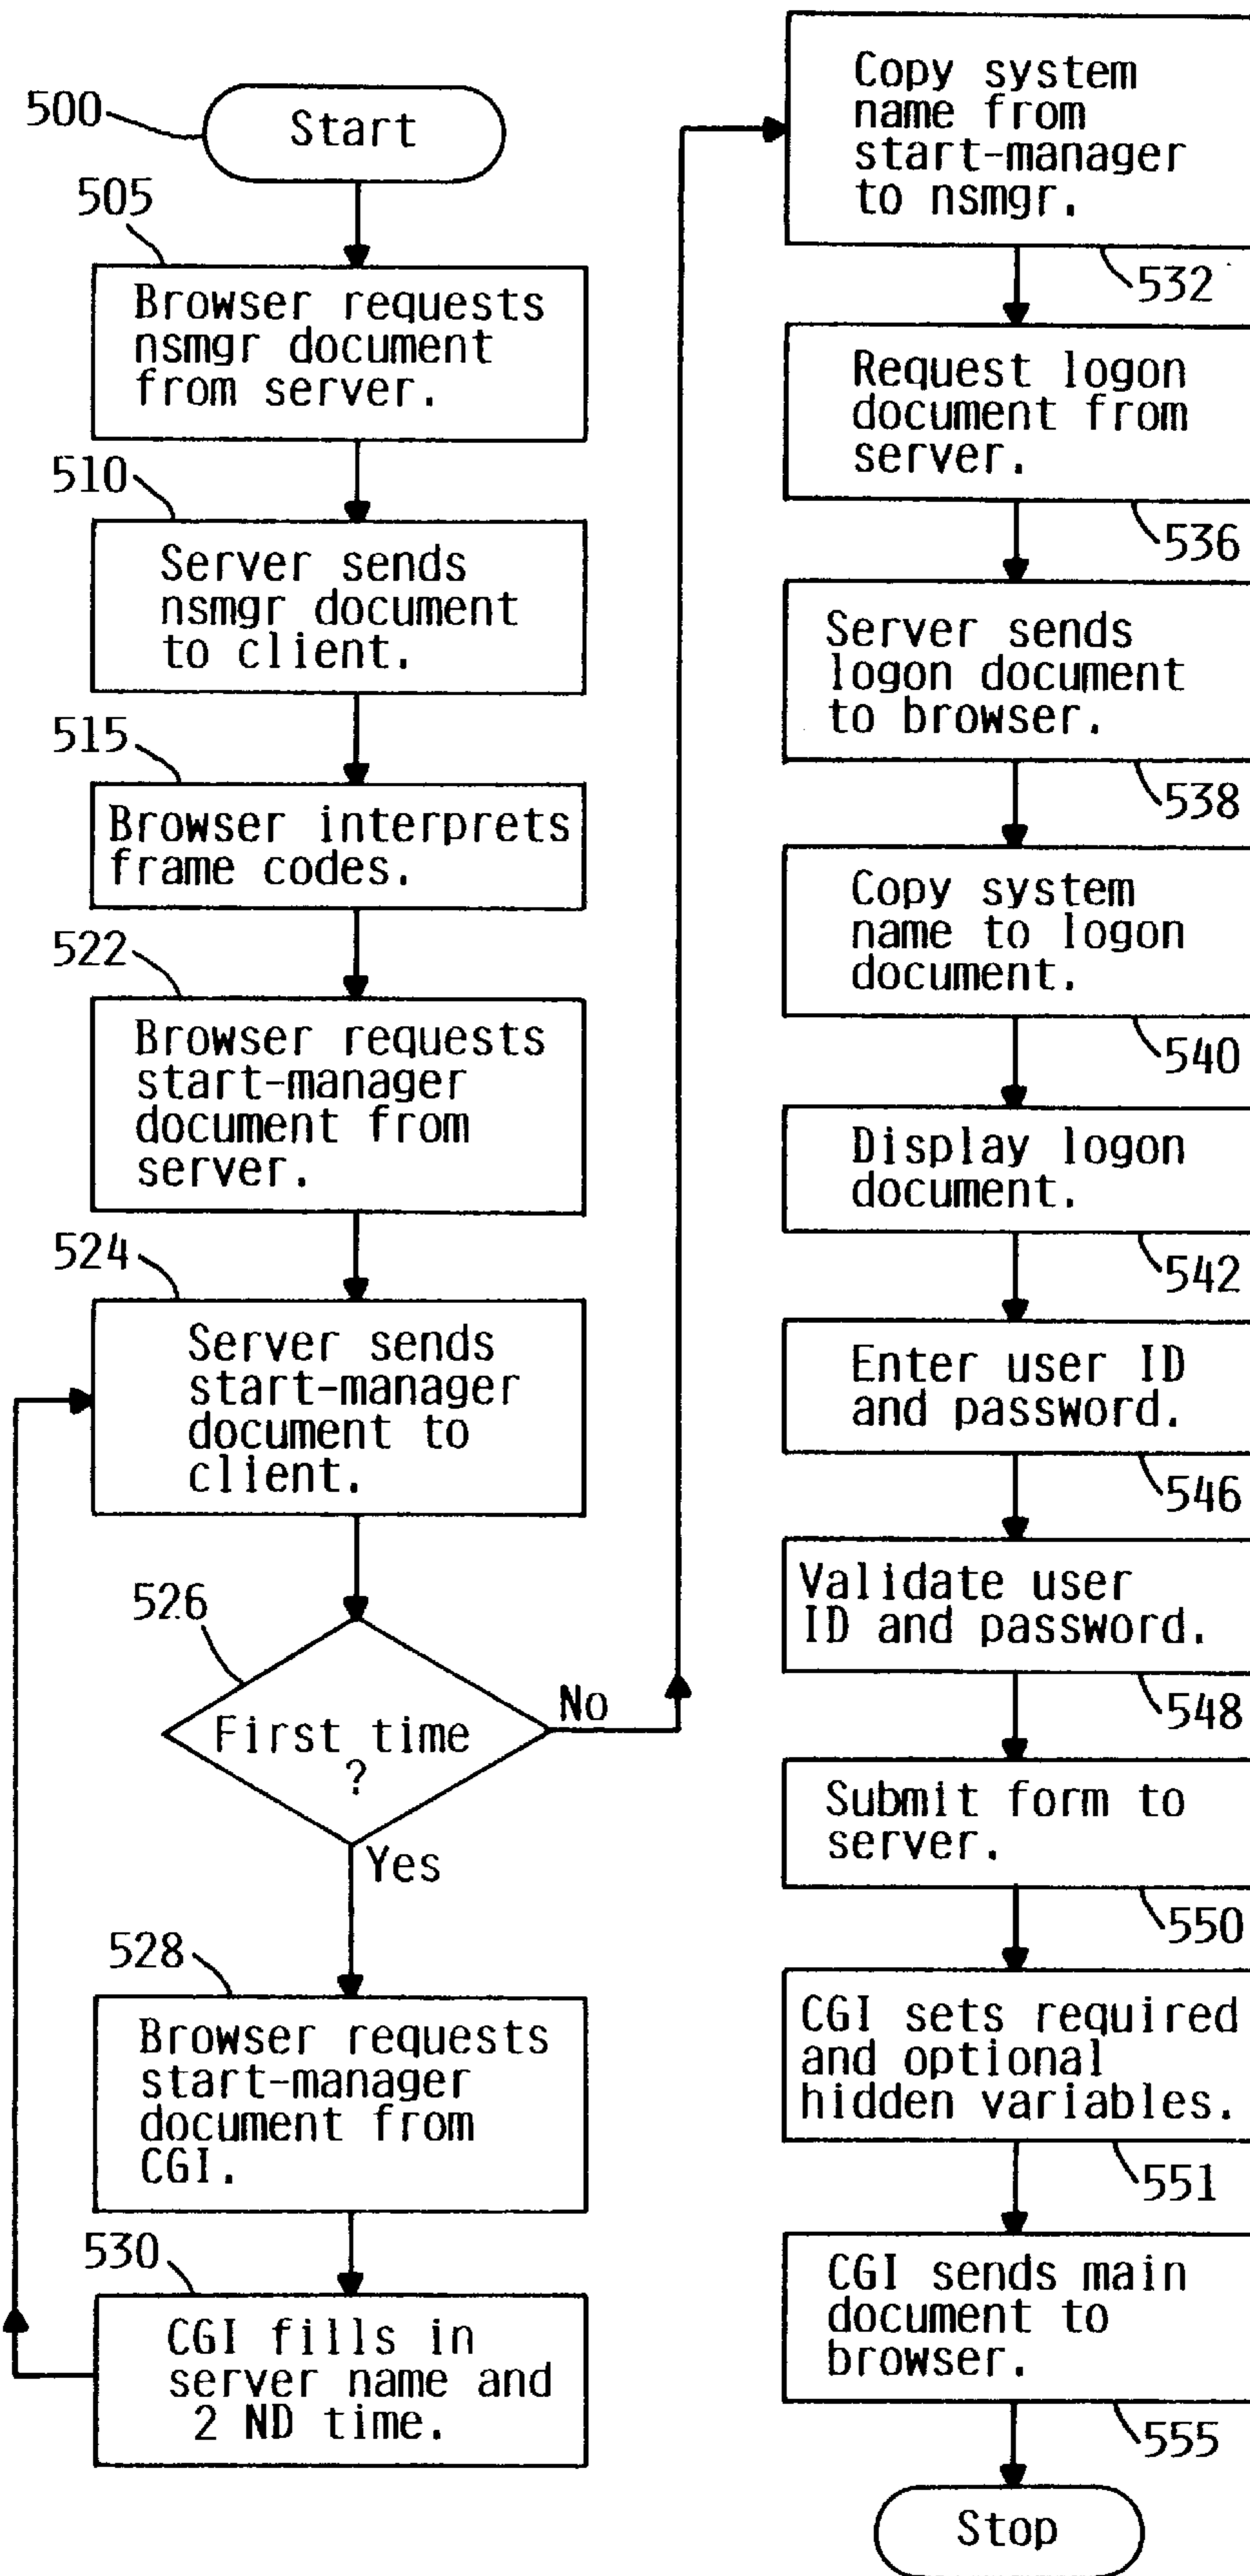 500
Start
505
Browser requests
nsmgr document
from server.
510
Server sends
nsmgr document
to client.
515
Browser interprets
frame codes.
522
Browser requests
start-manager
document from
server.
524
Server sends
start-manager
document to
client.
526
First time
?
No
Yes
528
Browser requests
start-manager
document from
CGI.
530
CGI fills in
server name and
2 ND time.
Copy system
name from
start-manager
to nsmgr.
532
Request logon
document from
server.
536
Server sends
logon document
to browser.
538
Copy system
name to logon
document.
540
Display logon
document.
542
Enter user ID
and password.
546
Validate user
ID and password.
548
Submit form to
server.
550
CGI sets required
and optional
hidden variables.
551
CGI sends main
document to
browser.
555
Stop